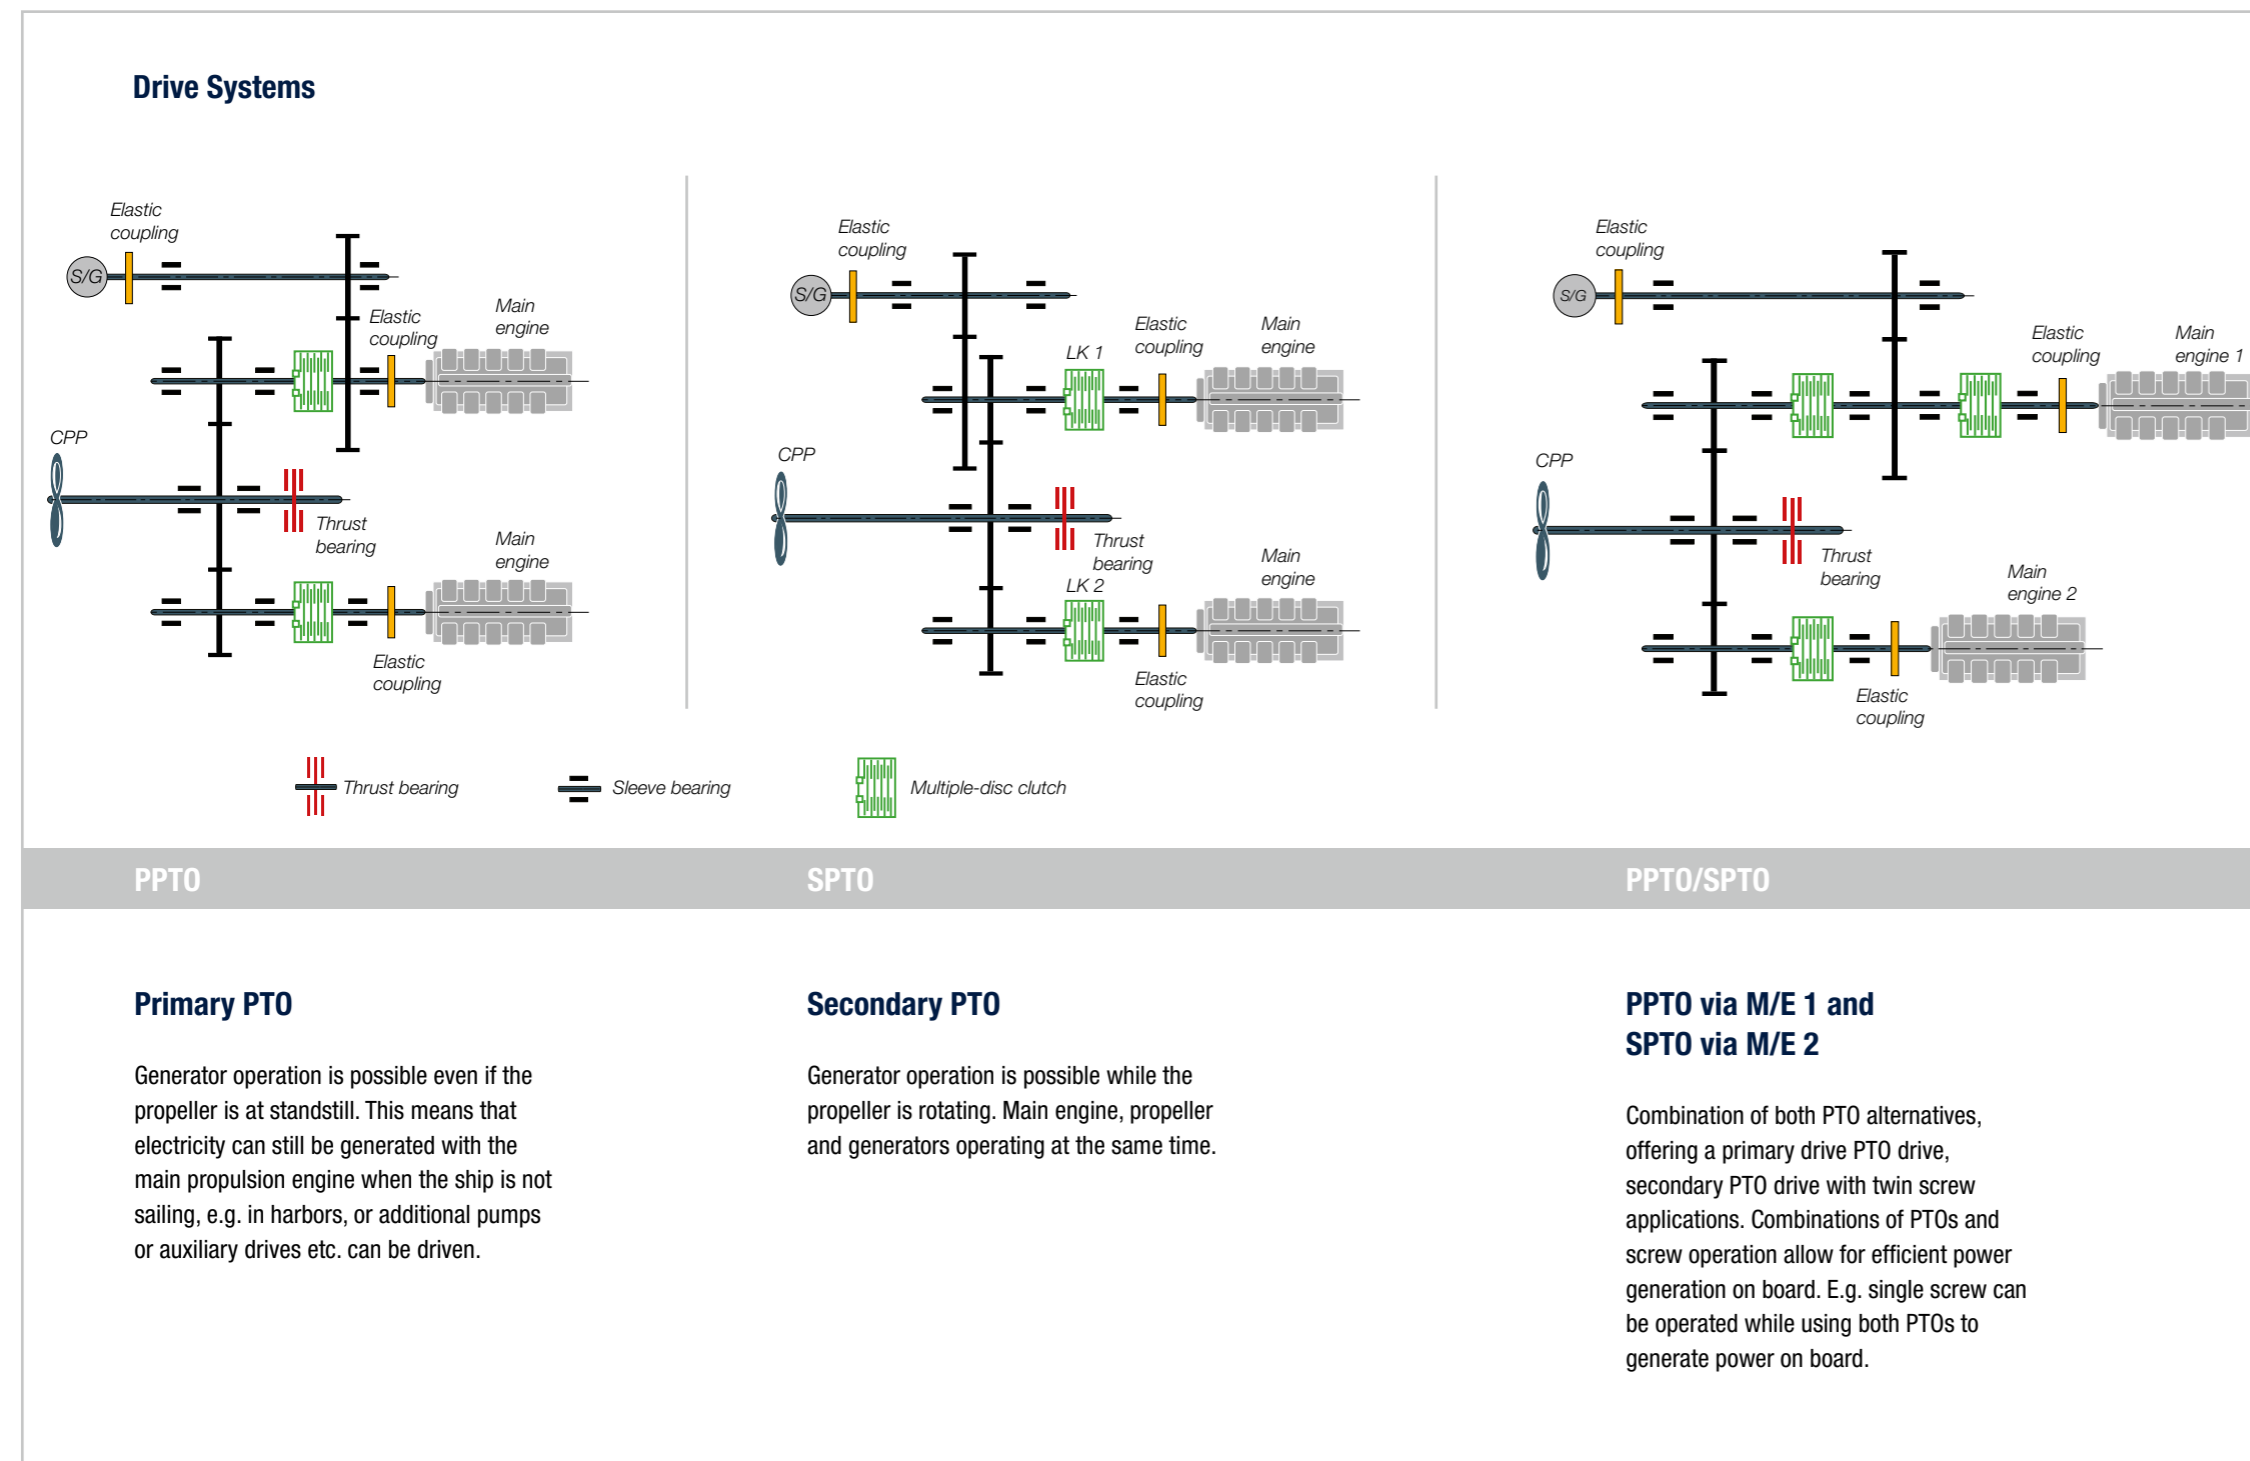 Drive Systems
Elastic
coupling
S/G
Elastic
coupling
Main
engine
CPP
Thrust
bearing
Main
engine
Elastic
coupling
Elastic
coupling
S/G
LK 1
Elastic
coupling
Main
engine
CPP
Thrust
bearing
LK 2
Main
engine
Elastic
coupling
Elastic
coupling
S/G
Elastic
coupling
Main
engine 1
CPP
Thrust
bearing
Main
engine 2
Elastic
coupling
Thrust bearing
Sleeve bearing
Multiple-disc clutch
PPTO
SPTO
PPTO/SPTO
Primary PTO
Generator operation is possible even if the
propeller is at standstill. This means that
electricity can still be generated with the
main propulsion engine when the ship is not
sailing, e.g. in harbors, or additional pumps
or auxiliary drives etc. can be driven.
Secondary PTO
Generator operation is possible while the
propeller is rotating. Main engine, propeller
and generators operating at the same time.
PPTO via M/E 1 and
SPTO via M/E 2
Combination of both PTO alternatives,
offering a primary drive PTO drive,
secondary PTO drive with twin screw
applications. Combinations of PTOs and
screw operation allow for efficient power
generation on board. E.g. single screw can
be operated while using both PTOs to
generate power on board.